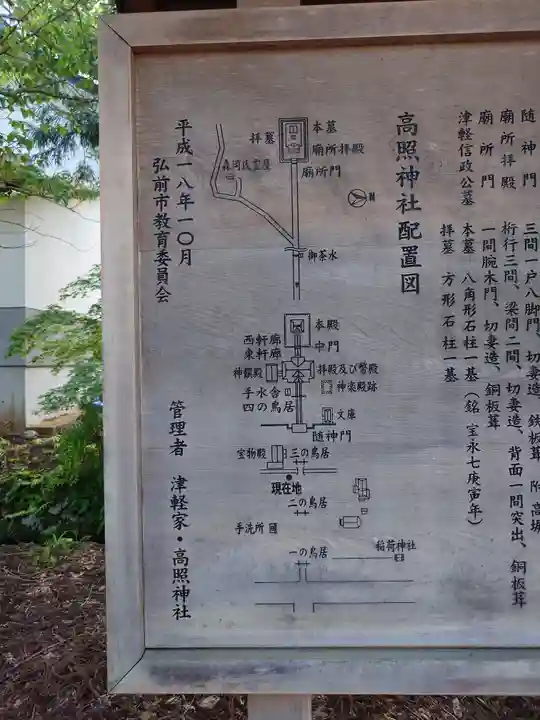 随神門　三間一戸八脚門、切妻造、鉄板葺
廟所拝殿　桁行三間、梁間二間、切妻造、背面一間突出、銅板葺
廟所門　一間腕木門、切妻造、銅板葺
津軽信政公墓　本墓　八角形石柱一基（銘 宝永七庚寅年）
拝墓　方形石柱一基
高照神社配置図
本墓
拝墓
廟所拝殿
廟所門
N
御茶水
本殿
中門
西軒廊
東軒廊
拝殿及び幣殿
神饌殿
神楽殿跡
手水舎
四の鳥居
文庫
随神門
宝物殿
三の鳥居
現在地
二の鳥居
手洗所
一の鳥居
稲荷神社
平成一八年一〇月
弘前市教育委員会
管理者　津軽家・高照神社